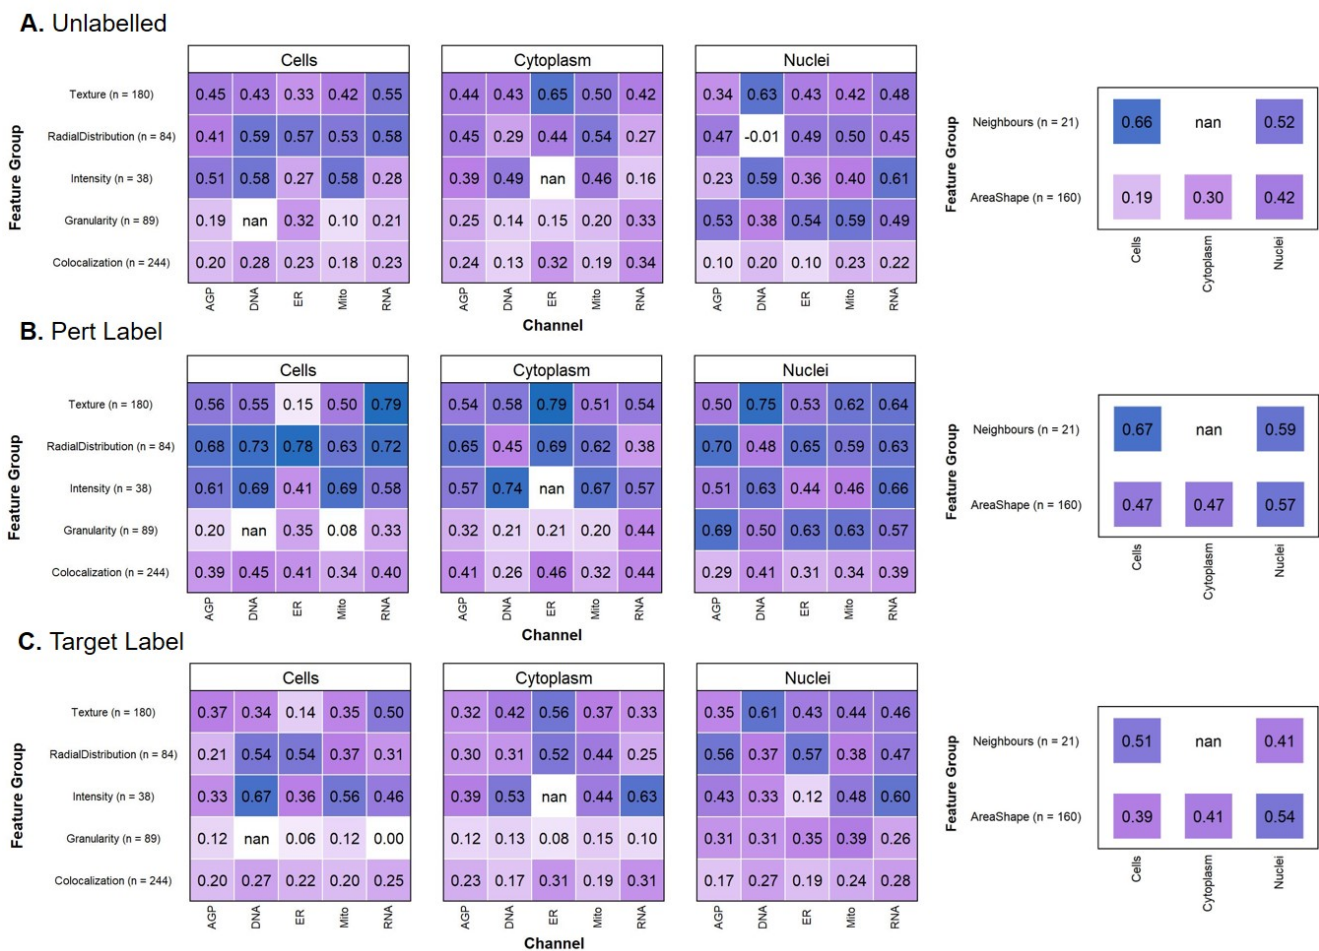 A. Unlabelled
Cells Cytoplasm Nuclei
Feature Group
Texture (n = 180) 0.45 0.43 0.33 0.42 0.55 0.44 0.43 0.65 0.50 0.42 0.34 0.63 0.43 0.42 0.48
RadialDistribution (n = 84) 0.41 0.59 0.57 0.53 0.58 0.45 0.29 0.44 0.54 0.27 0.47 -0.01 0.49 0.50 0.45
Intensity (n = 38) 0.51 0.58 0.27 0.58 0.28 0.39 0.49 nan 0.46 0.16 0.23 0.59 0.36 0.40 0.61
Granularity (n = 89) 0.19 nan 0.32 0.10 0.21 0.25 0.14 0.15 0.20 0.33 0.53 0.38 0.54 0.59 0.49
Colocalization (n = 244) 0.20 0.28 0.23 0.18 0.23 0.24 0.13 0.32 0.19 0.34 0.10 0.20 0.10 0.23 0.22
AGP DNA ER Mito RNA AGP DNA ER Mito RNA AGP DNA ER Mito RNA
Channel
Feature Group
Neighbours (n = 21) 0.66 nan 0.52
AreaShape (n = 160) 0.19 0.30 0.42
Cells Cytoplasm Nuclei
B. Pert Label
Cells Cytoplasm Nuclei
Feature Group
Texture (n = 180) 0.56 0.55 0.15 0.50 0.79 0.54 0.58 0.79 0.51 0.54 0.50 0.75 0.53 0.62 0.64
RadialDistribution (n = 84) 0.68 0.73 0.78 0.63 0.72 0.65 0.45 0.69 0.62 0.38 0.70 0.48 0.65 0.59 0.63
Intensity (n = 38) 0.61 0.69 0.41 0.69 0.58 0.57 0.74 nan 0.67 0.57 0.51 0.63 0.44 0.46 0.66
Granularity (n = 89) 0.20 nan 0.35 0.08 0.33 0.32 0.21 0.21 0.20 0.44 0.69 0.50 0.63 0.63 0.57
Colocalization (n = 244) 0.39 0.45 0.41 0.34 0.40 0.41 0.26 0.46 0.32 0.44 0.29 0.41 0.31 0.34 0.39
AGP DNA ER Mito RNA AGP DNA ER Mito RNA AGP DNA ER Mito RNA
Channel
Feature Group
Neighbours (n = 21) 0.67 nan 0.59
AreaShape (n = 160) 0.47 0.47 0.57
Cells Cytoplasm Nuclei
C. Target Label
Cells Cytoplasm Nuclei
Feature Group
Texture (n = 180) 0.37 0.34 0.14 0.35 0.50 0.32 0.42 0.56 0.37 0.33 0.35 0.61 0.43 0.44 0.46
RadialDistribution (n = 84) 0.21 0.54 0.54 0.37 0.31 0.30 0.31 0.52 0.44 0.25 0.56 0.37 0.57 0.38 0.47
Intensity (n = 38) 0.33 0.67 0.36 0.56 0.46 0.39 0.53 nan 0.44 0.63 0.43 0.33 0.12 0.48 0.60
Granularity (n = 89) 0.12 nan 0.06 0.12 0.00 0.12 0.13 0.08 0.15 0.10 0.31 0.31 0.35 0.39 0.26
Colocalization (n = 244) 0.20 0.27 0.22 0.20 0.25 0.23 0.17 0.31 0.19 0.31 0.17 0.27 0.19 0.24 0.28
AGP DNA ER Mito RNA AGP DNA ER Mito RNA AGP DNA ER Mito RNA
Channel
Feature Group
Neighbours (n = 21) 0.51 nan 0.41
AreaShape (n = 160) 0.39 0.41 0.54
Cells Cytoplasm Nuclei